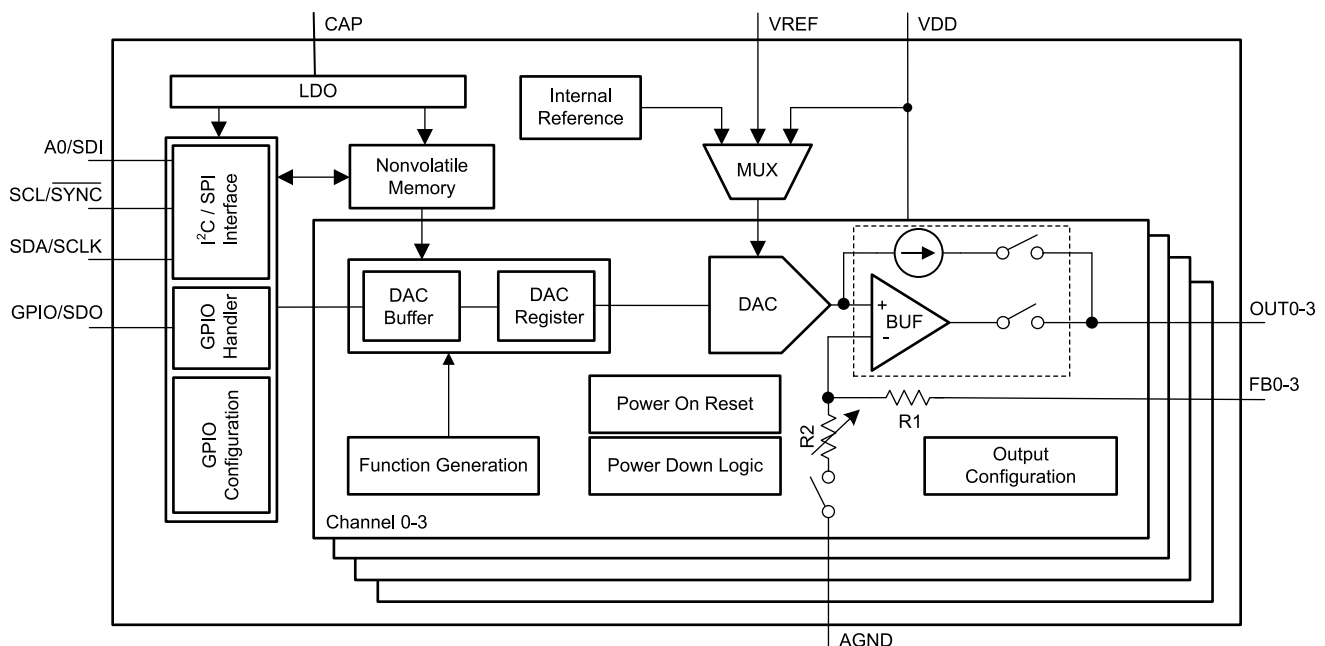 CAP
VREF
VDD
LDO
Internal
Reference
A0/SDI
SCL/SYNC
SDA/SCLK
GPIO/SDO
I²C / SPI
Interface
GPIO
Handler
GPIO
Configuration
Nonvolatile
Memory
MUX
DAC
Buffer
DAC
Register
DAC
+
BUF
-
OUT0-3
FB0-3
R1
R2
Power On Reset
Function Generation
Power Down Logic
Output
Configuration
Channel 0-3
AGND